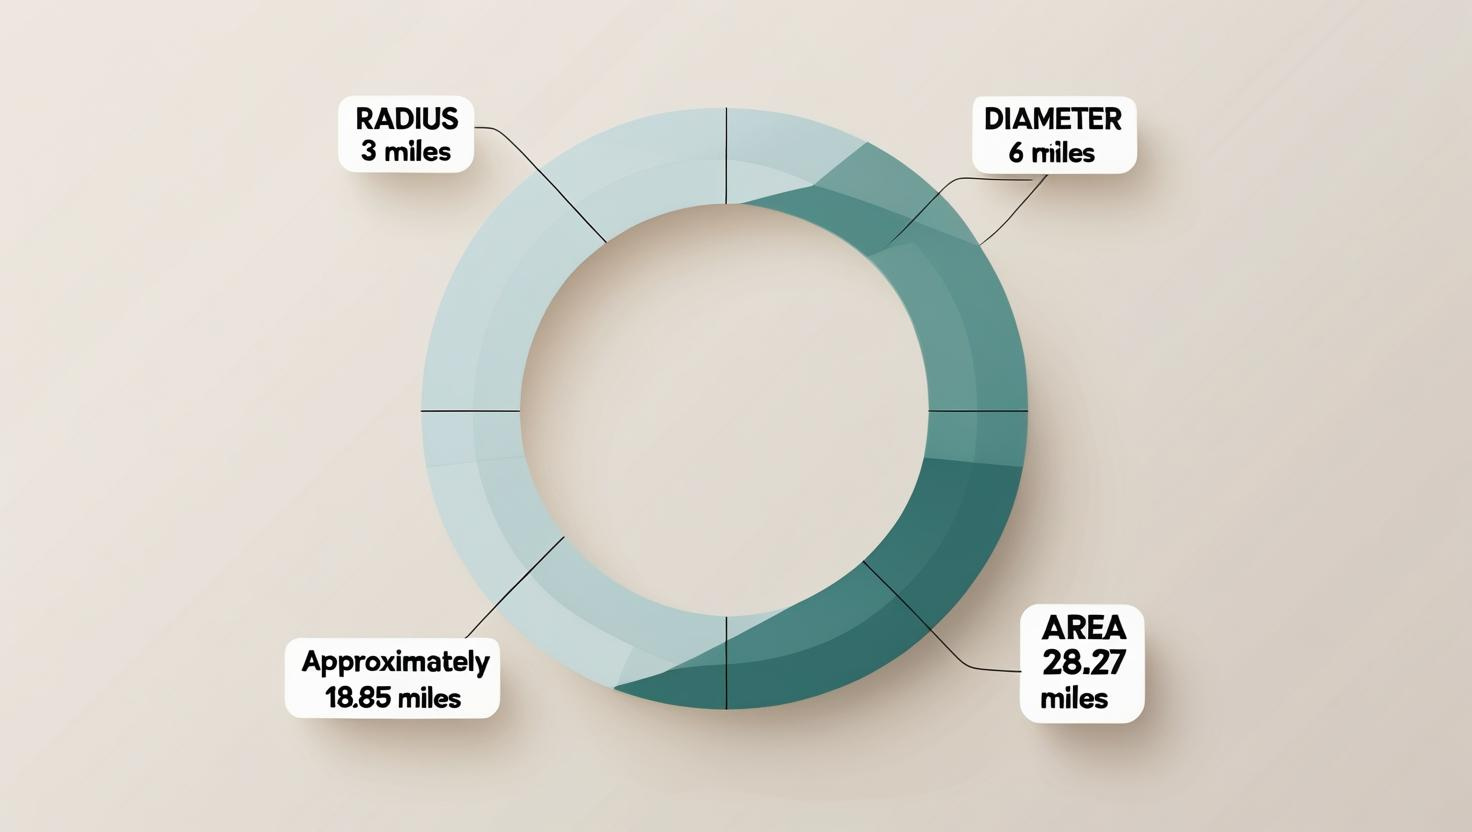 RADIUS
3 miles
DIAMETER
6 miles
Approximately
18.85 miles
AREA
28.27
miles